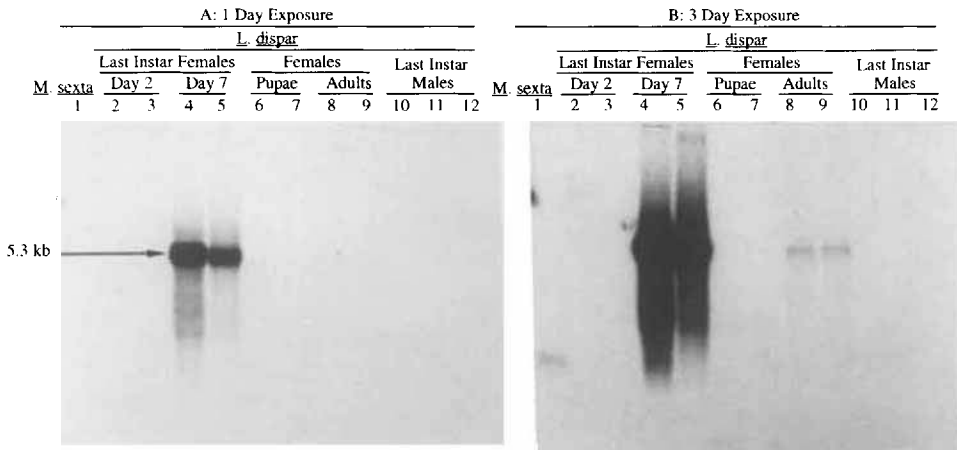 A: 1 Day Exposure
L. dispar
Last Instar Females Females Last Instar
M. sexta Day 2 Day 7 Pupae Adults Males
1 2 3 4 5 6 7 8 9 10 11 12
5.3 kb
B: 3 Day Exposure
L. dispar
Last Instar Females Females Last Instar
M. sexta Day 2 Day 7 Pupae Adults Males
1 2 3 4 5 6 7 8 9 10 11 12